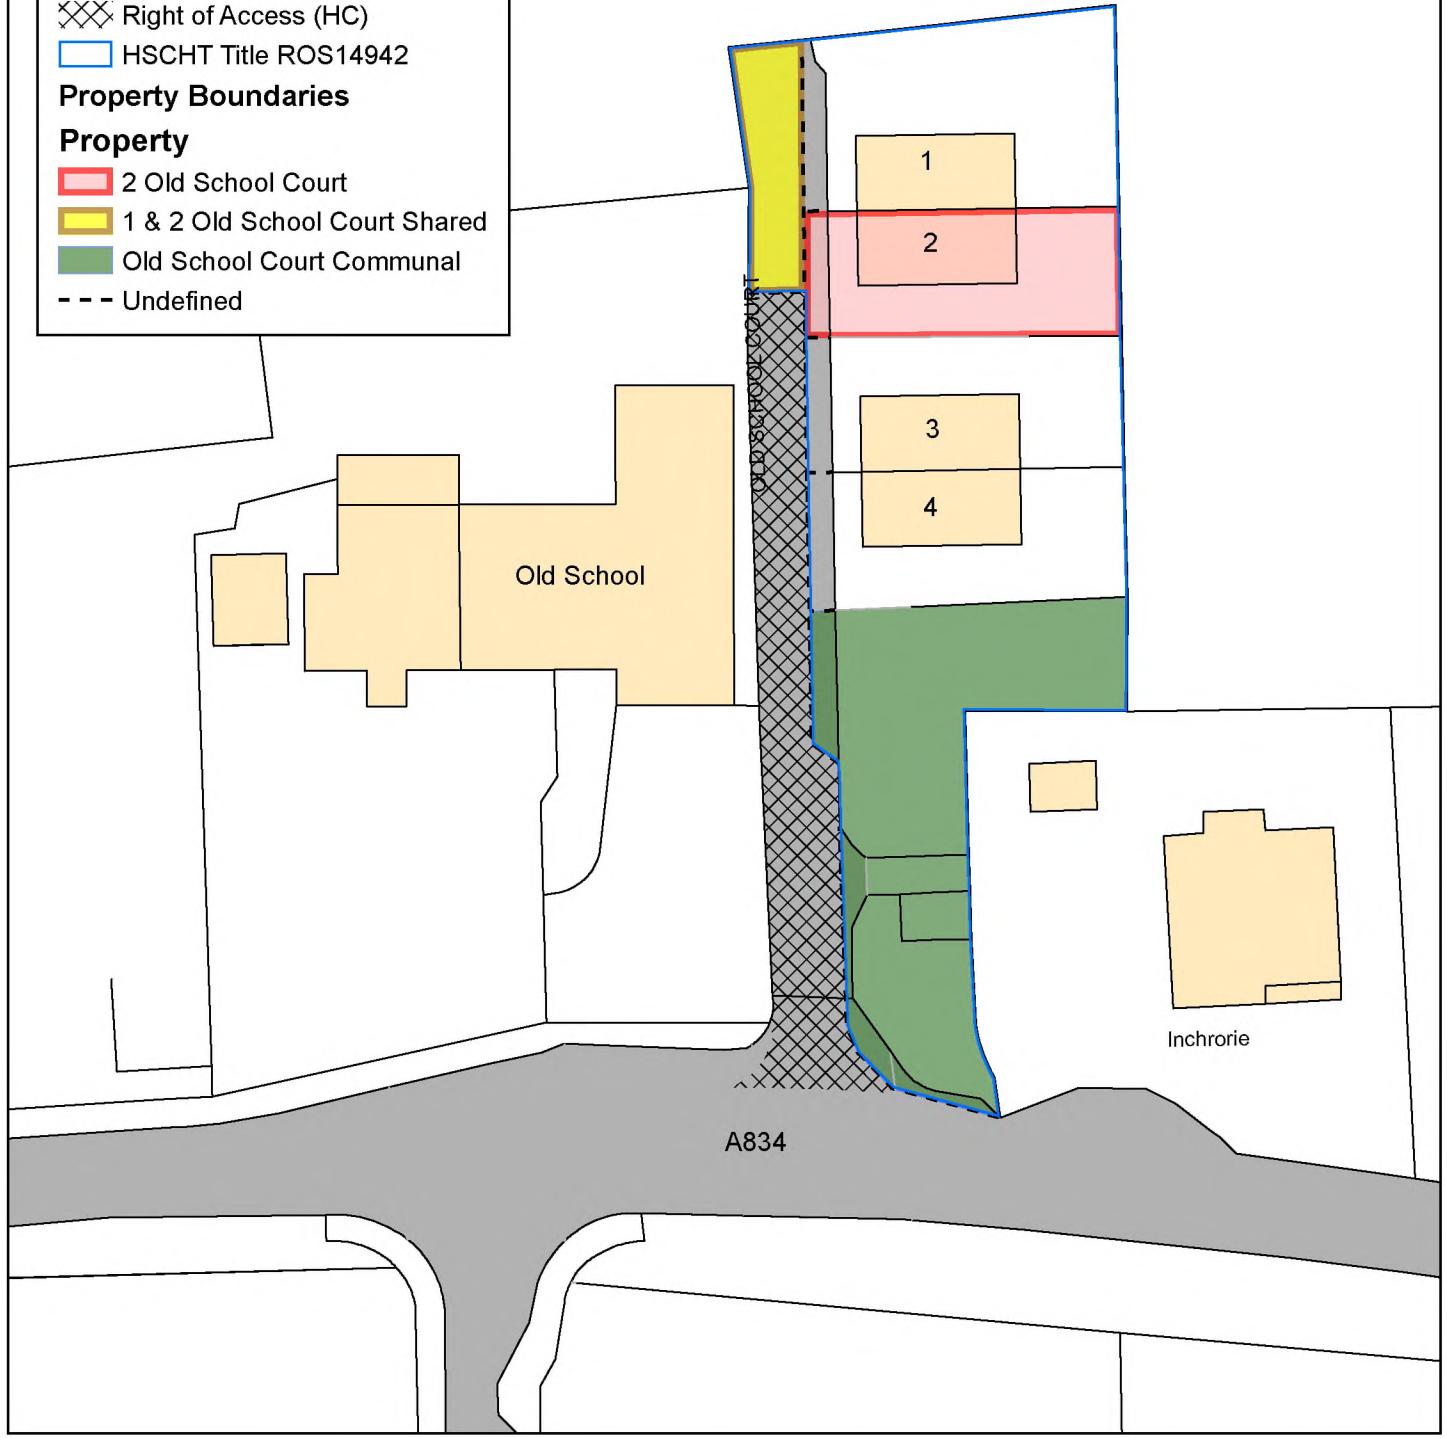 Right of Access (HC)
HSCHT Title ROS14942
Property Boundaries
Property
2 Old School Court
1 & 2 Old School Court Shared
Old School Court Communal
Undefined
1
2
OLD SCHOOL COURT
3
4
Old School
Inchrorie
A834